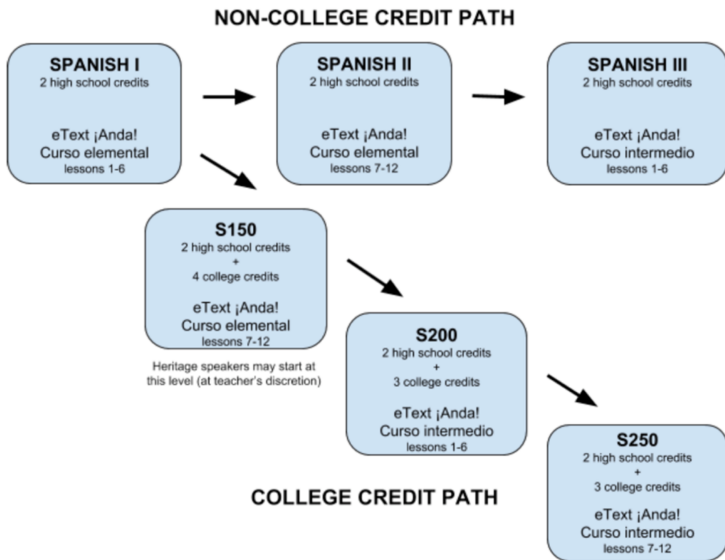 NON-COLLEGE CREDIT PATH
SPANISH I
2 high school credits
eText ¡Anda!
Curso elemental
lessons 1-6
SPANISH II
2 high school credits
eText ¡Anda!
Curso elemental
lessons 7-12
SPANISH III
2 high school credits
eText ¡Anda!
Curso intermedio
lessons 1-6
S150
2 high school credits
+
4 college credits
eText ¡Anda!
Curso elemental
lessons 7-12
Heritage speakers may start at
this level (at teacher's discretion)
S200
2 high school credits
+
3 college credits
eText ¡Anda!
Curso intermedio
lessons 1-6
S250
2 high school credits
+
3 college credits
eText ¡Anda!
Curso intermedio
lessons 7-12
COLLEGE CREDIT PATH